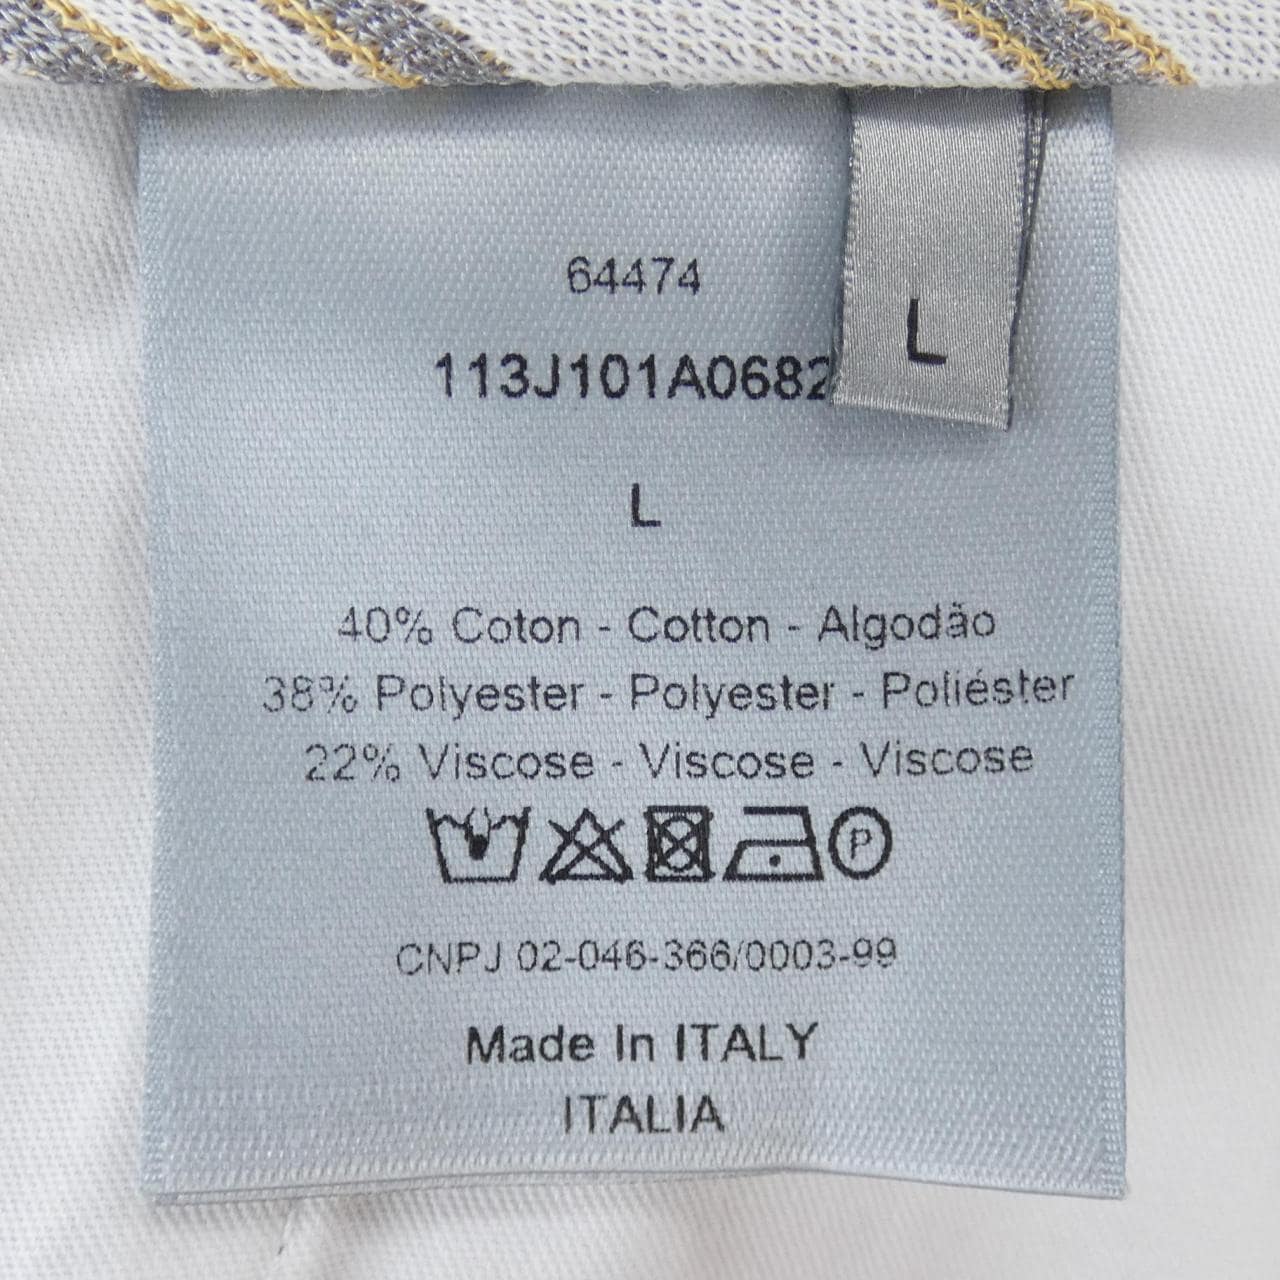 64474
113J101A0682
L
L
40% Coton - Cotton - Algodão
38% Polyester - Polyester - Poliéster
22% Viscose - Viscose - Viscose
P
CNPJ 02-046-366/0003-99
Made In ITALY
ITALIA